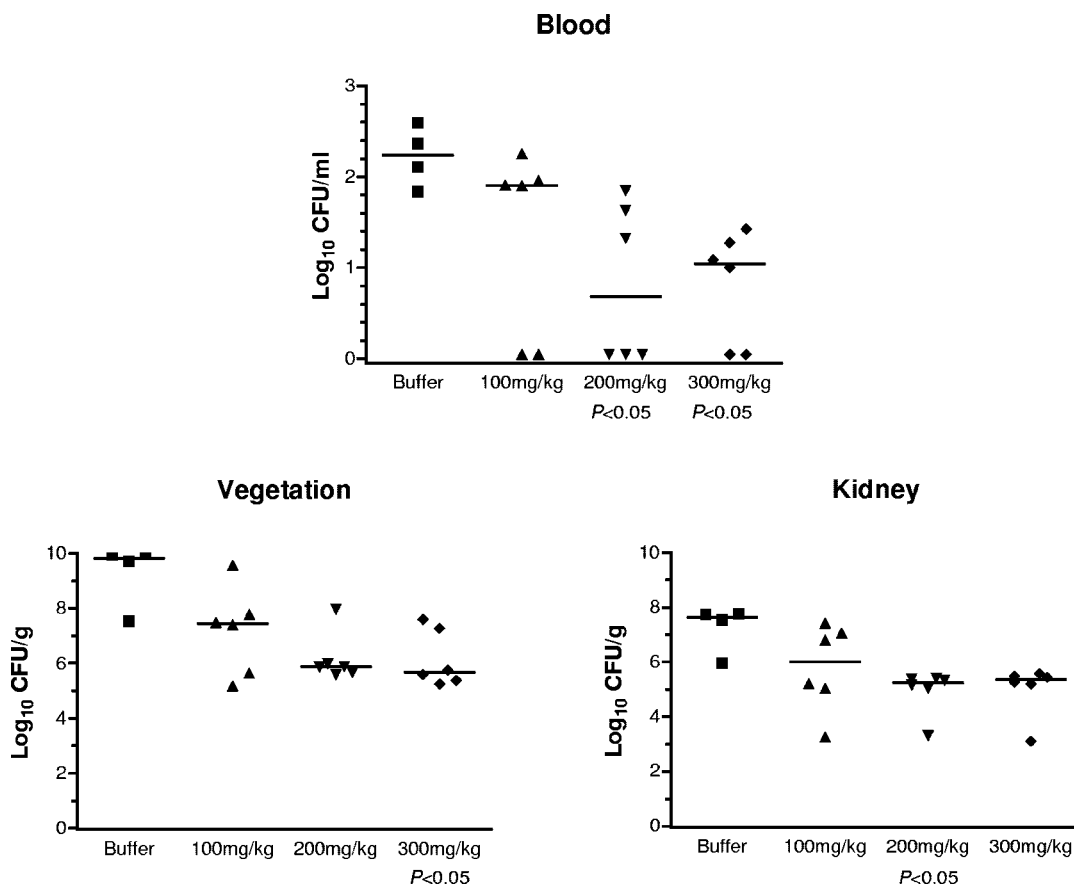 Blood
Log10 CFU/ml
3
2
1
0
Buffer 100mg/kg 200mg/kg 300mg/kg
P<0.05 P<0.05
Vegetation
Log10 CFU/g
10
8
6
4
2
0
Buffer 100mg/kg 200mg/kg 300mg/kg
P<0.05
Kidney
Log10 CFU/g
10
8
6
4
2
0
Buffer 100mg/kg 200mg/kg 300mg/kg
P<0.05